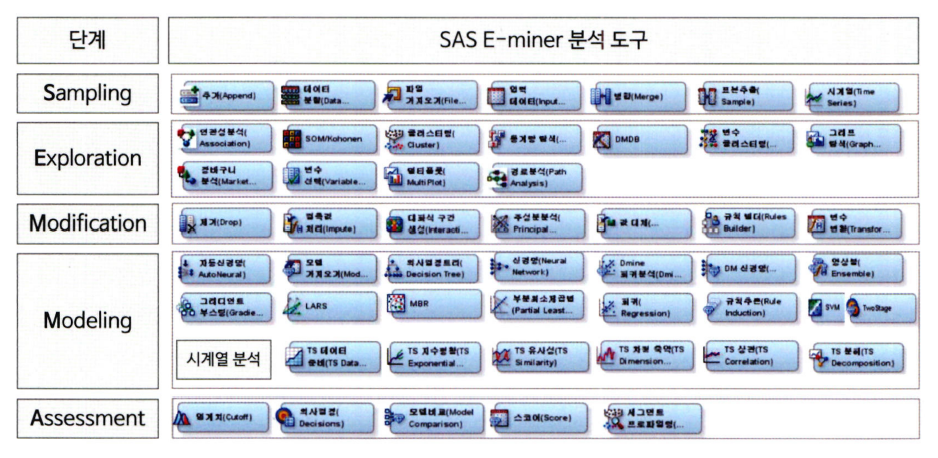 단계
SAS E-miner 분석 도구
Sampling
추가(Append)
데이터
분할(Data...
파일
가져오기(File...
입력
데이터(Input...
병합(Merge)
표본추출(
Sample)
시계열(Time
Series)
Exploration
연관성분석(
Association)
SOM/Kohonen
클러스터링(
Cluster)
통계량 탐색(...
DMDB
변수
클러스터링(...
그래프
탐색(Graph...
장바구니
분석(Market...
변수
선택(Variable...
멀티플롯(
MultiPlot)
경로분석(Path
Analysis)
Modification
제거(Drop)
결측값
처리(Impute)
대화식 구간
생성(Interacti...
주성분분석(
Principal...
값 대체(...
규칙 빌더(Rules
Builder)
변수
변환(Transfor...
Modeling
자동신경망(
AutoNeural)
모델
가져오기(Mod...
의사결정트리(
Decision Tree)
신경망(Neural
Network)
Dmine
회귀분석(Dmi...
DM 신경망(...
앙상블(
Ensemble)
그래디언트
부스팅(Gradie...
LARS
MBR
부분최소제곱법
(Partial Least...
회귀(
Regression)
규칙추론(Rule
Induction)
SVM
TwoStage
시계열 분석
TS 데이터
준비(TS Data...
TS 지수평활(TS
Exponential...
TS 유사성(TS
Similarity)
TS 차원 축약(TS
Dimension...
TS 상관(TS
Correlation)
TS 분해(TS
Decomposition)
Assessment
임계치(Cutoff)
의사결정(
Decisions)
모델비교(Model
Comparison)
스코어(Score)
세그먼트
프로파일링(...